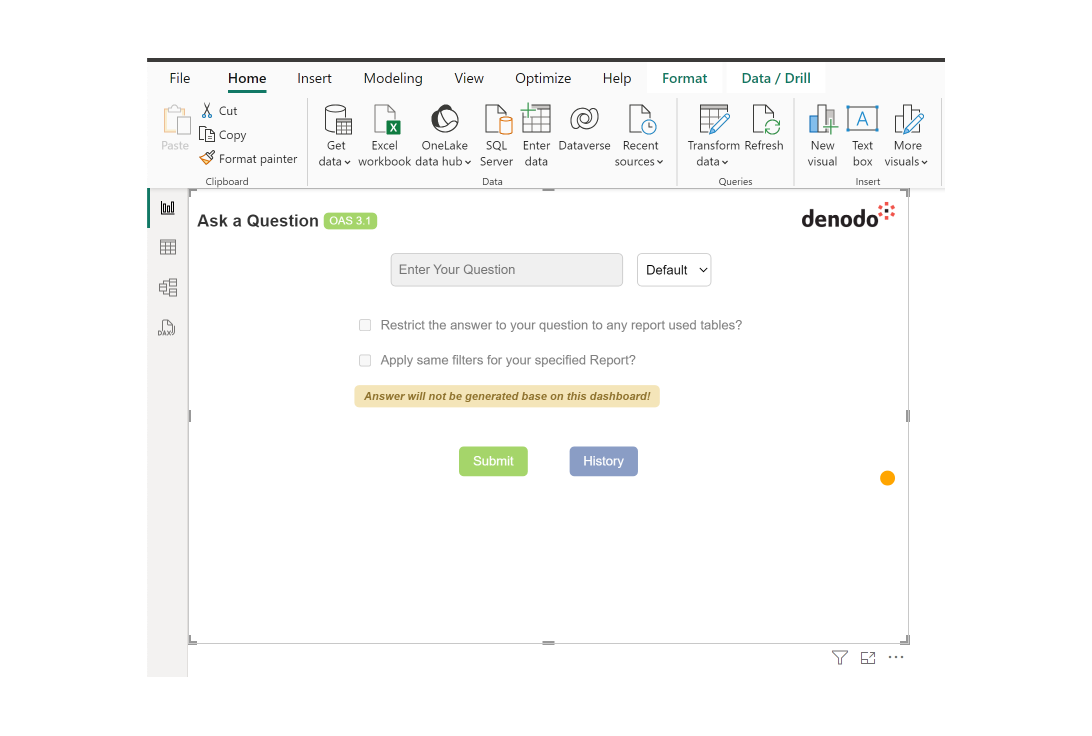 File Home Insert Modeling View Optimize Help Format Data / Drill
Paste
Cut
Copy
Format painter
Clipboard
Get data
Excel workbook
OneLake data hub
SQL Server
Enter data
Dataverse
Recent sources
Data
Transform data
Refresh
Queries
New visual
Text box
More visuals
Insert
Ask a Question OAS 3.1
denodo
Enter Your Question Default
Restrict the answer to your question to any report used tables?
Apply same filters for your specified Report?
Answer will not be generated base on this dashboard!
Submit History
DAX